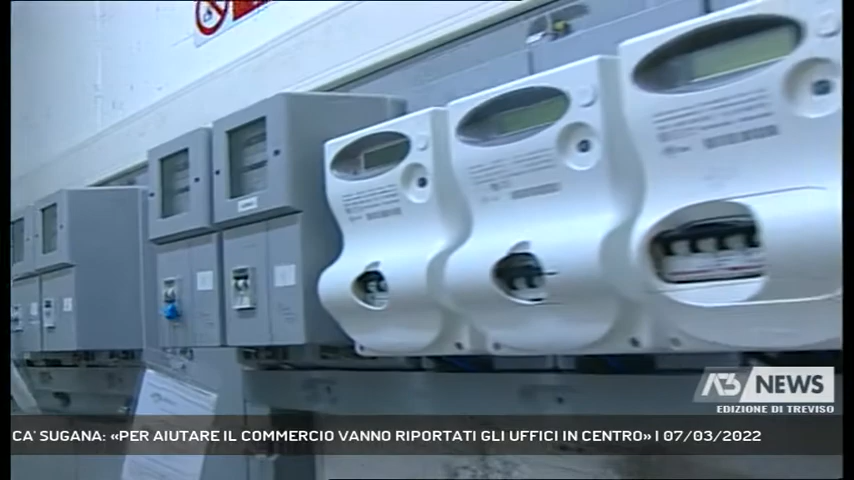 A3 NEWS
EDIZIONE DI TREVISO
CA' SUGANA: «PER AIUTARE IL COMMERCIO VANNO RIPORTATI GLI UFFICI IN CENTRO» | 07/03/2022